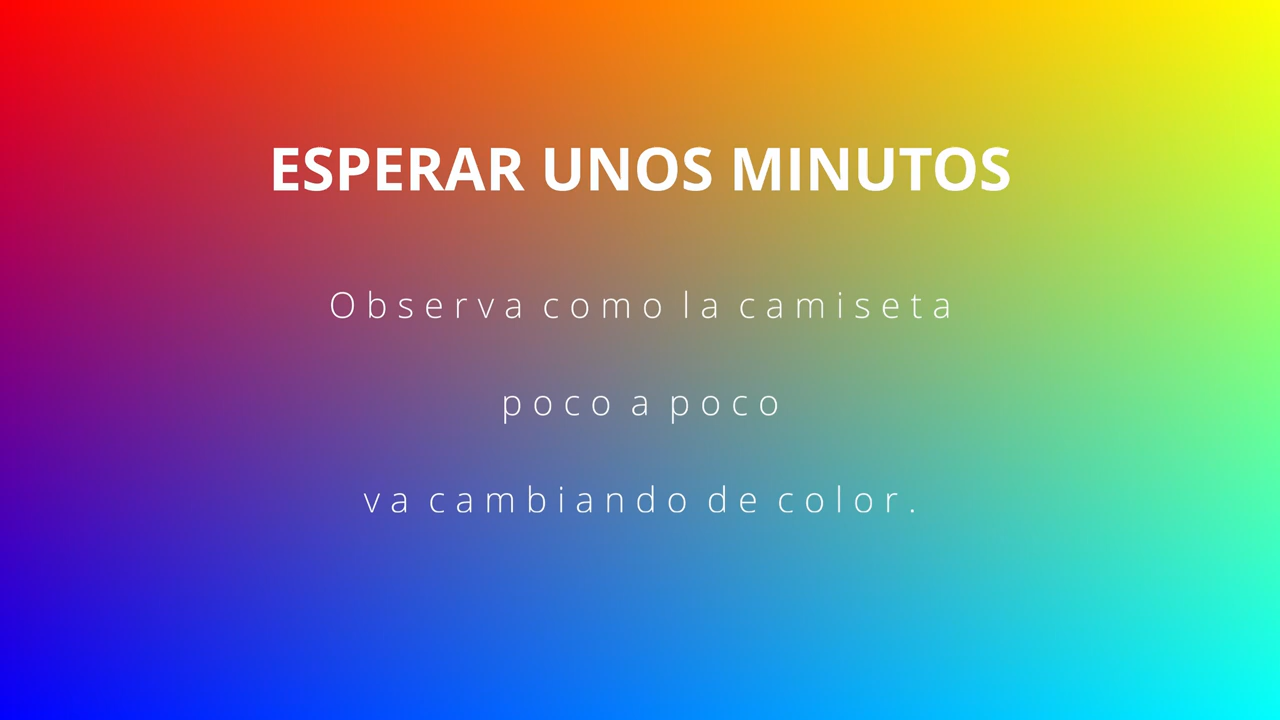 ESPERAR UNOS MINUTOS
Observa como la camiseta
poco a poco
va cambiando de color.